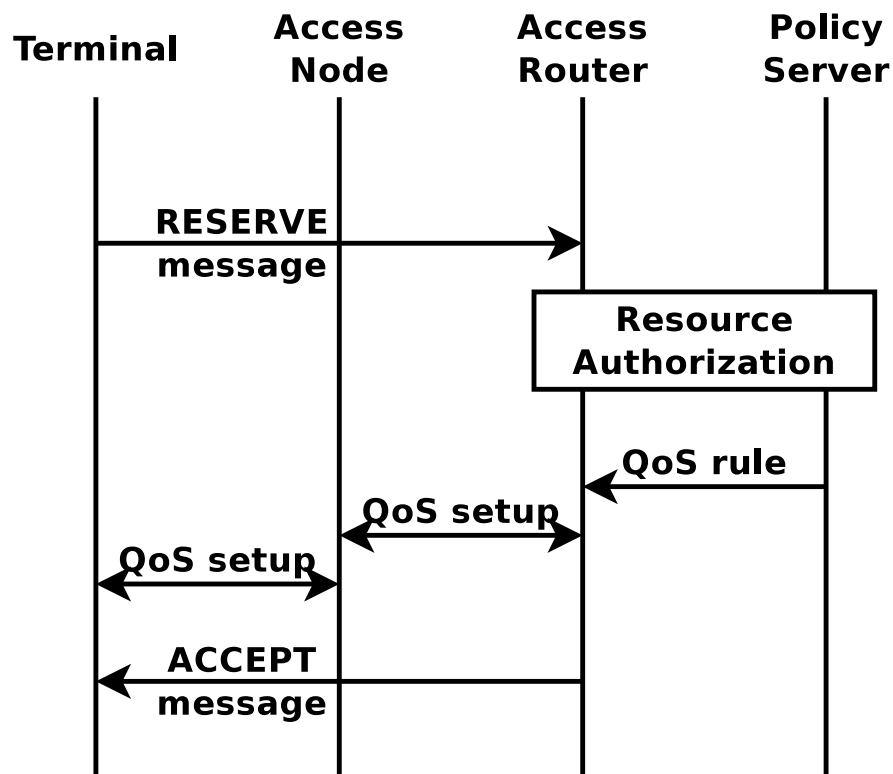 Terminal
Access
Node
Access
Router
Policy
Server
RESERVE
message
Resource
Authorization
QoS rule
QoS setup
QoS setup
ACCEPT
message